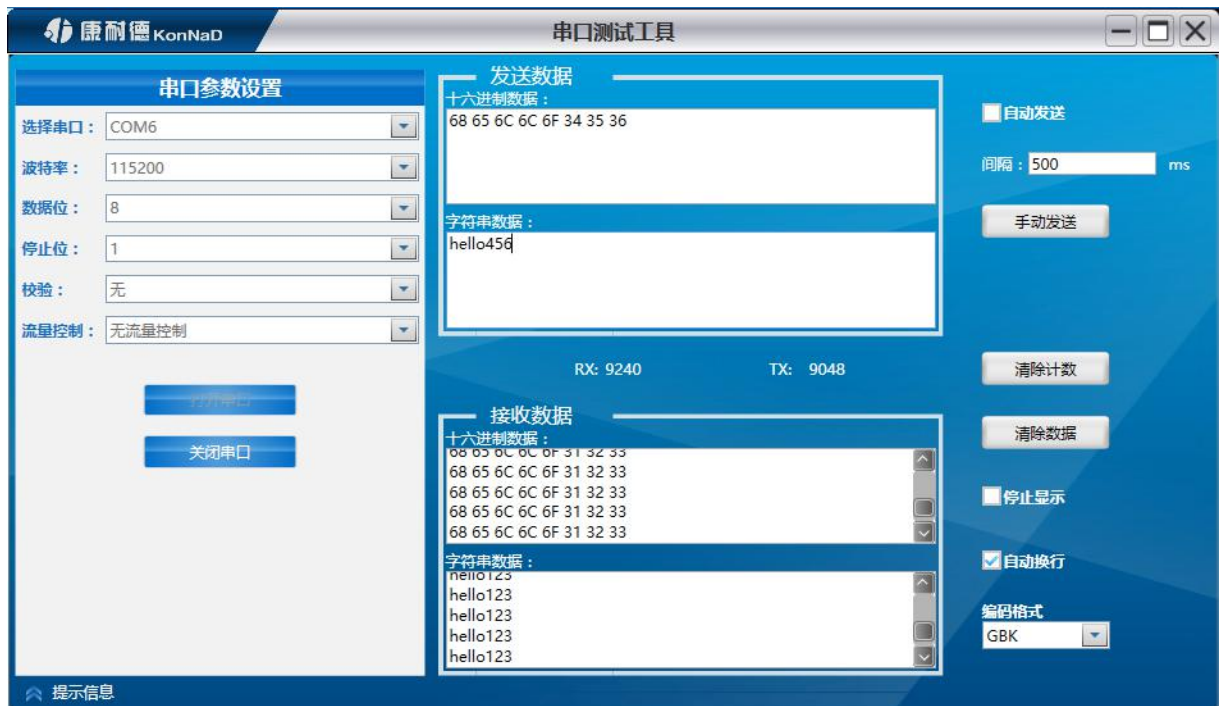 康耐德 KonNaD
串口测试工具
串口参数设置
选择串口： COM6
波特率： 115200
数据位： 8
停止位： 1
校验： 无
流量控制： 无流量控制
打开串口
关闭串口
提示信息
发送数据
十六进制数据：
68 65 6C 6C 6F 34 35 36
字符串数据：
hello456
RX: 9240 TX: 9048
接收数据
十六进制数据：
68 65 6C 6C 6F 31 32 33
68 65 6C 6C 6F 31 32 33
68 65 6C 6C 6F 31 32 33
68 65 6C 6C 6F 31 32 33
68 65 6C 6C 6F 31 32 33
字符串数据：
hello123
hello123
hello123
hello123
hello123
自动发送
间隔： 500 ms
手动发送
清除计数
清除数据
停止显示
自动换行
编码格式
GBK